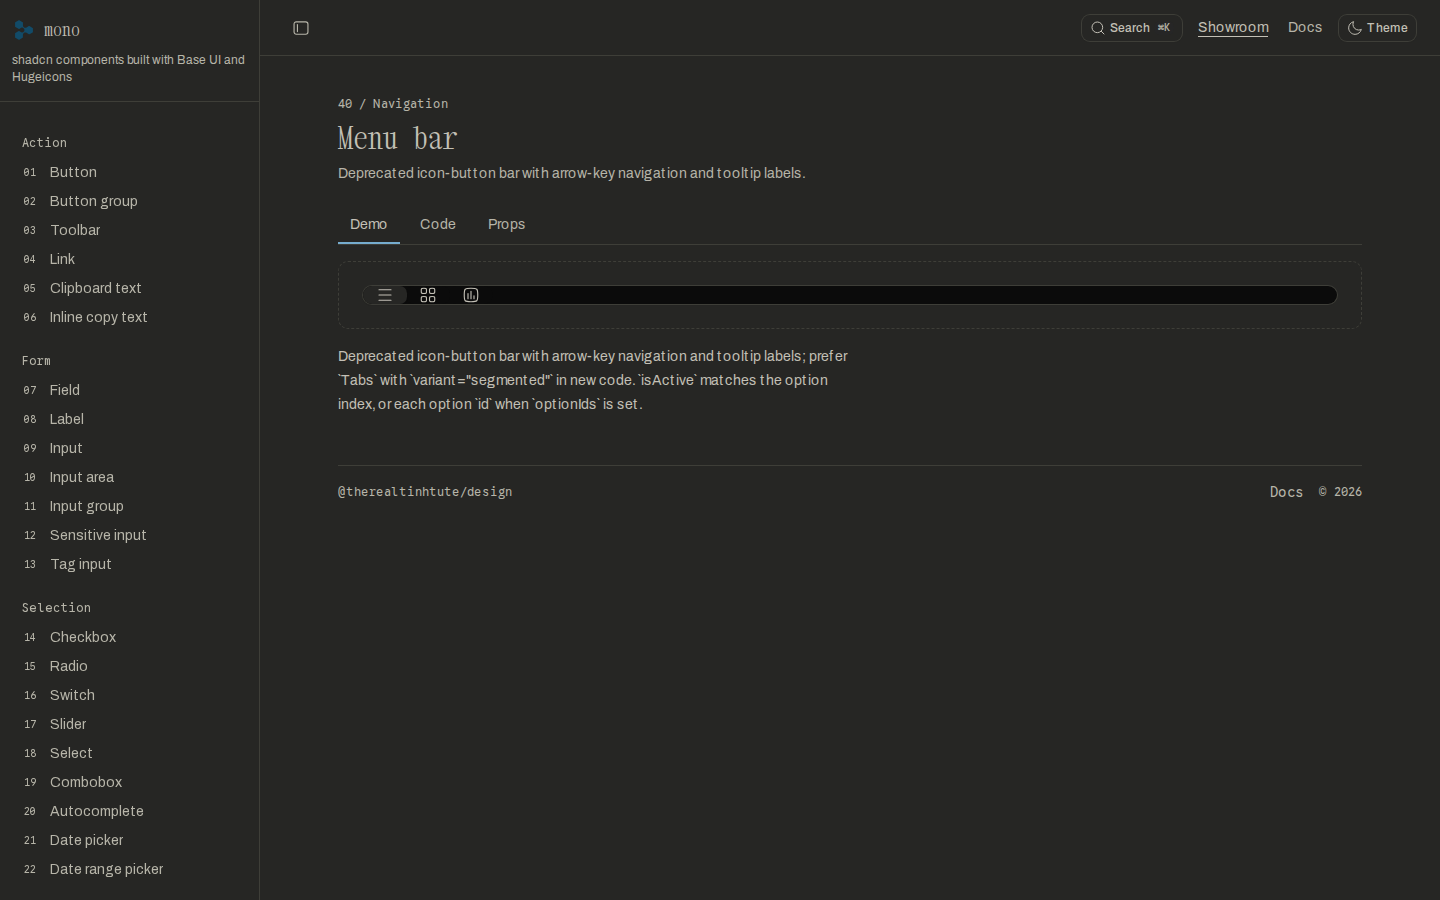 mono
shadcn components built with Base UI and
Hugeicons
Action
01 Button
02 Button group
03 Toolbar
04 Link
05 Clipboard text
06 Inline copy text
Form
07 Field
08 Label
09 Input
10 Input area
11 Input group
12 Sensitive input
13 Tag input
Selection
14 Checkbox
15 Radio
16 Switch
17 Slider
18 Select
19 Combobox
20 Autocomplete
21 Date picker
22 Date range picker
Search ⌘K Showroom Docs Theme
40 / Navigation
Menu bar
Deprecated icon-button bar with arrow-key navigation and tooltip labels.
Demo Code Props
Deprecated icon-button bar with arrow-key navigation and tooltip labels; prefer
`Tabs` with `variant="segmented"` in new code. `isActive` matches the option
index, or each option `id` when `optionIds` is set.
@therealtinhtute/design Docs © 2026